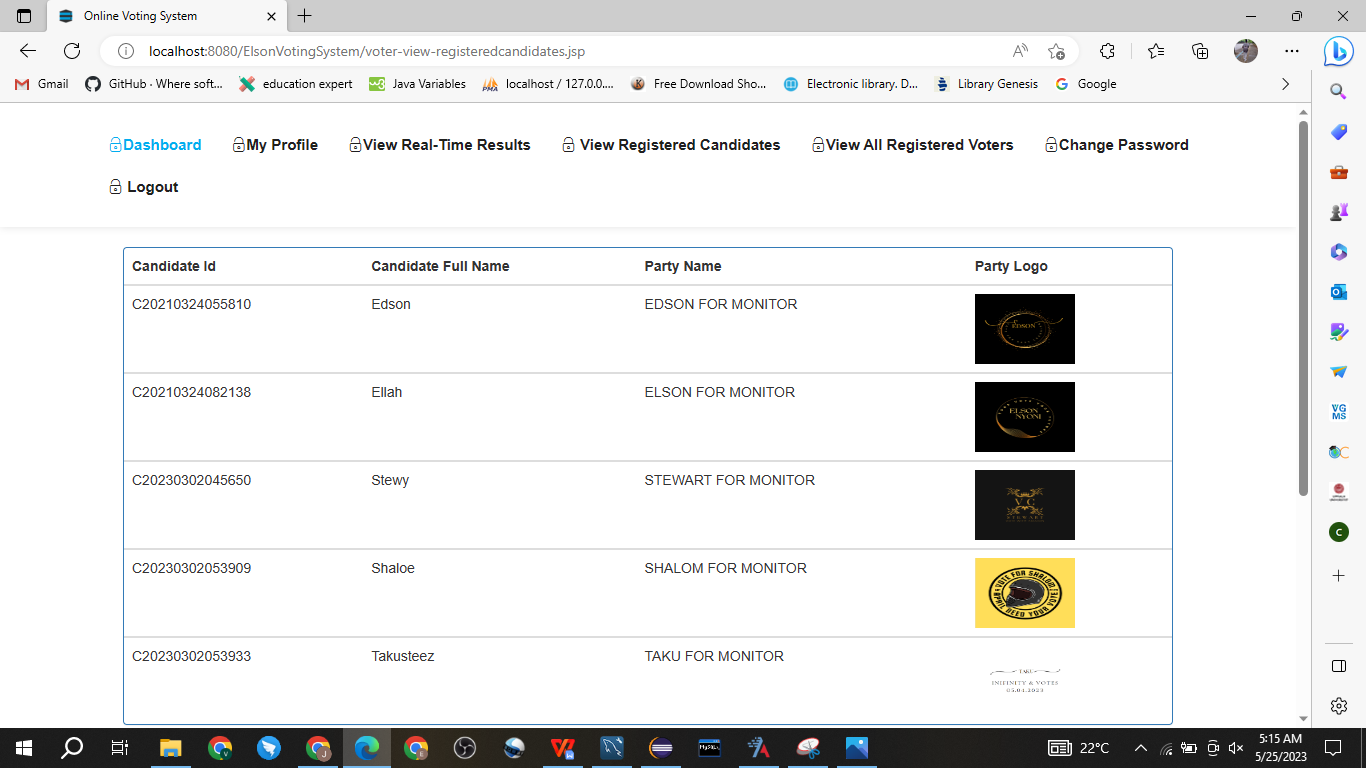 Online Voting System
localhost:8080/ElsonVotingSystem/voter-view-registeredcandidates.jsp
Gmail GitHub · Where soft... education expert Java Variables localhost / 127.0.0.... Free Download Sho... Electronic library. D... Library Genesis Google
Dashboard My Profile View Real-Time Results View Registered Candidates View All Registered Voters Change Password
Logout
Candidate Id Candidate Full Name Party Name Party Logo
C20210324055810 Edson EDSON FOR MONITOR
EDSON
C20210324082138 Ellah ELSON FOR MONITOR
ELSON
NYONI
C20230302045650 Stewy STEWART FOR MONITOR
V C
STEWART
C20230302053909 Shaloe SHALOM FOR MONITOR
VOTE FOR SHALOM
NEED YOUR VOTE
C20230302053933 Takusteez TAKU FOR MONITOR
TAKU
INIFINITY & VOTES
05.04.2023
VG
MS
C
22°C
5:15 AM
5/25/2023